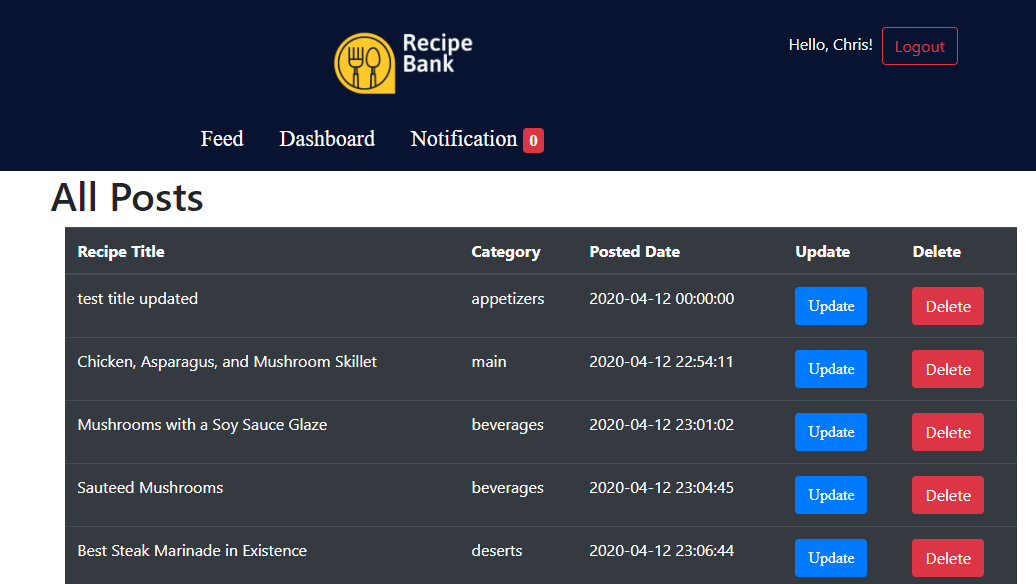 Recipe
Bank
Hello, Chris! Logout
Feed Dashboard Notification 0
All Posts
Recipe Title Category Posted Date Update Delete
test title updated appetizers 2020-04-12 00:00:00 Update Delete
Chicken, Asparagus, and Mushroom Skillet main 2020-04-12 22:54:11 Update Delete
Mushrooms with a Soy Sauce Glaze beverages 2020-04-12 23:01:02 Update Delete
Sauteed Mushrooms beverages 2020-04-12 23:04:45 Update Delete
Best Steak Marinade in Existence deserts 2020-04-12 23:06:44 Update Delete